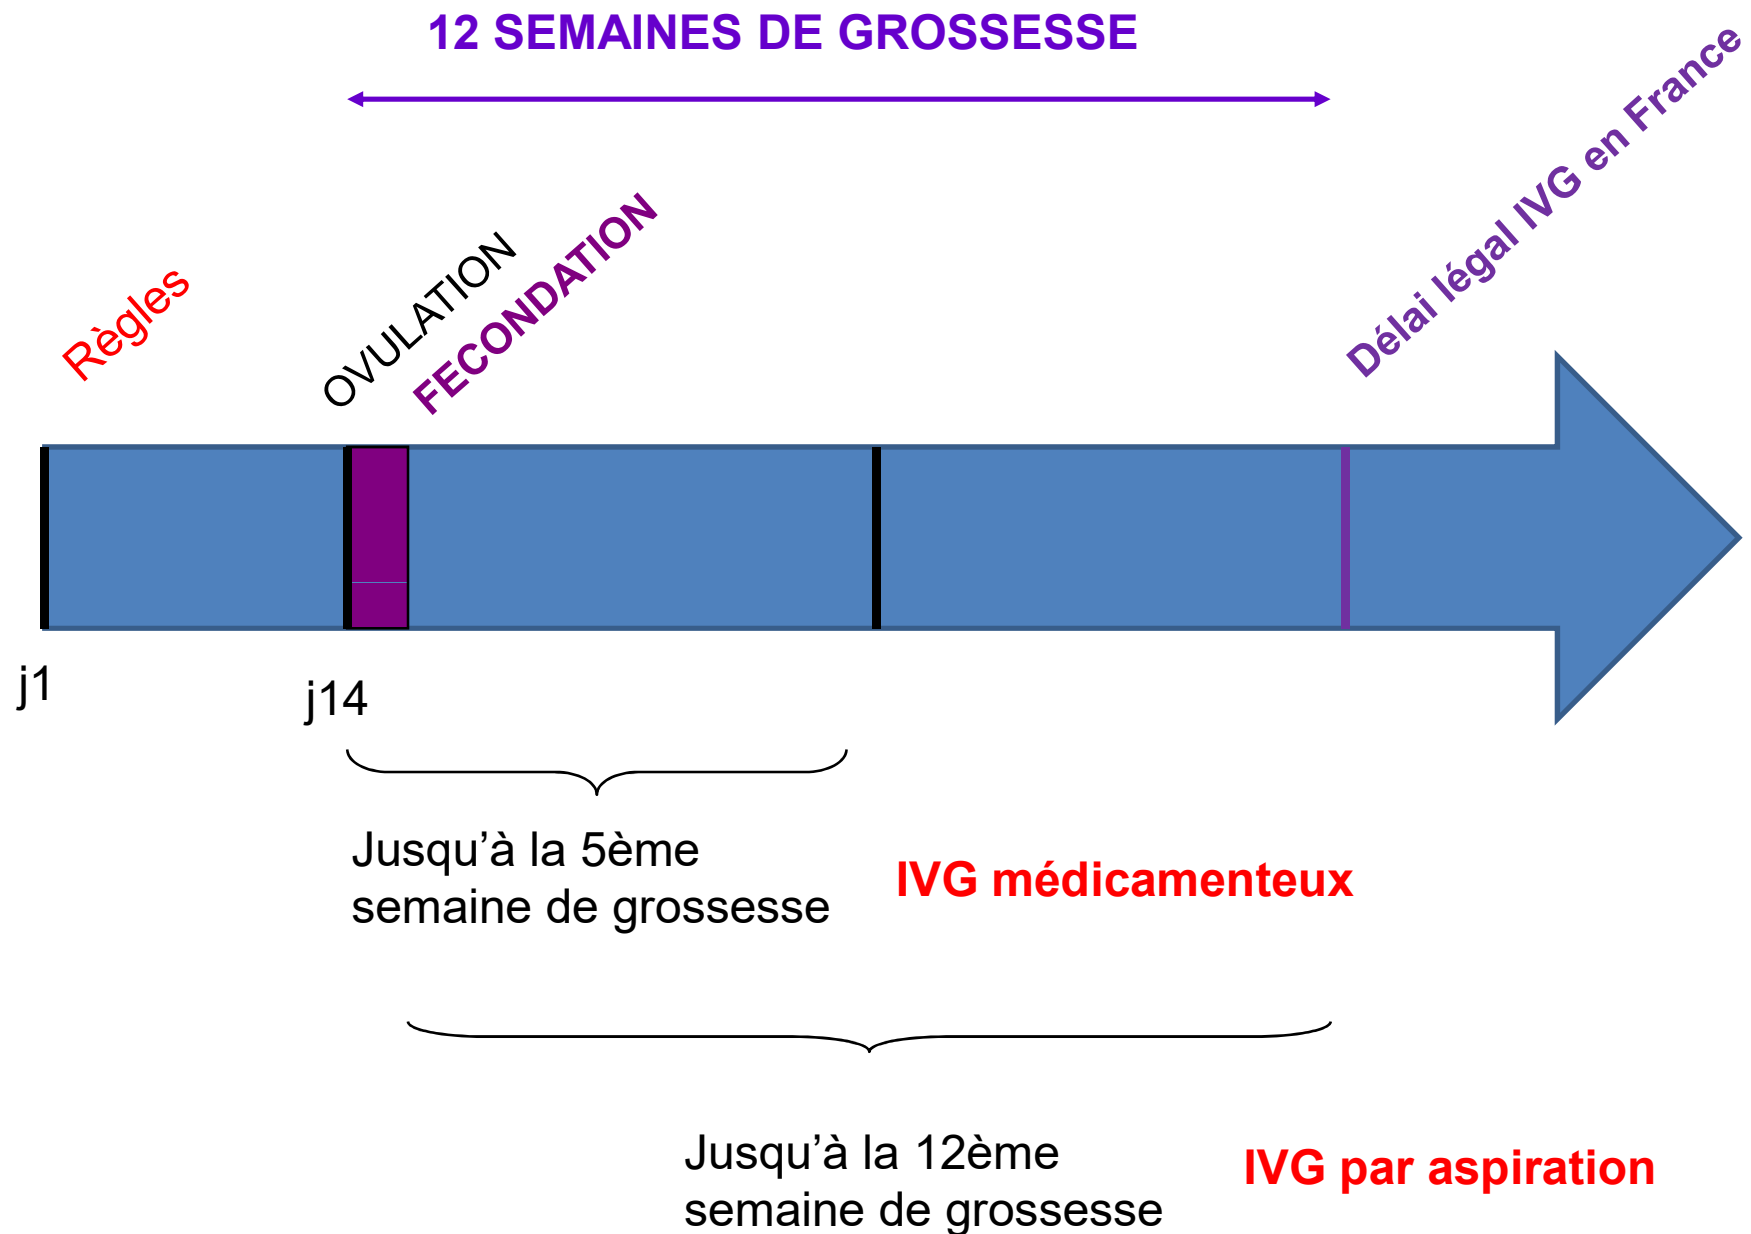 12 SEMAINES DE GROSSESSE
Règles
OVULATION
FECONDATION
Délai légal IVG en France
j1
j14
Jusqu’à la 5ème
semaine de grossesse
IVG médicamenteux
Jusqu’à la 12ème
semaine de grossesse
IVG par aspiration